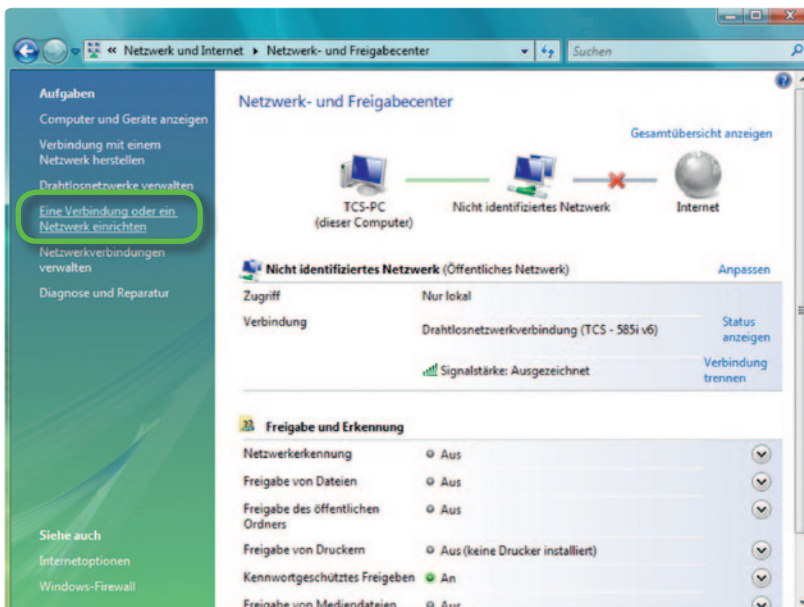 « Netzwerk und Internet ▸ Netzwerk- und Freigabecenter
Suchen
Aufgaben
Computer und Geräte anzeigen
Verbindung mit einem
Netzwerk herstellen
Drahtlosnetzwerke verwalten
Eine Verbindung oder ein
Netzwerk einrichten
Netzwerkverbindungen
verwalten
Diagnose und Reparatur
Siehe auch
Internetoptionen
Windows-Firewall
Netzwerk- und Freigabecenter
Gesamtübersicht anzeigen
TCS-PC
(dieser Computer)
Nicht identifiziertes Netzwerk
Internet
Nicht identifiziertes Netzwerk (Öffentliches Netzwerk)
Anpassen
Zugriff
Nur lokal
Verbindung
Drahtlosnetzwerkverbindung (TCS - 585i v6)
Status
anzeigen
Signalstärke: Ausgezeichnet
Verbindung
trennen
Freigabe und Erkennung
Netzwerkerkennung
Aus
Freigabe von Dateien
Aus
Freigabe des öffentlichen
Ordners
Aus
Freigabe von Druckern
Aus (keine Drucker installiert)
Kennwortgeschütztes Freigeben
An
Freigabe von Mediendateien
Aus